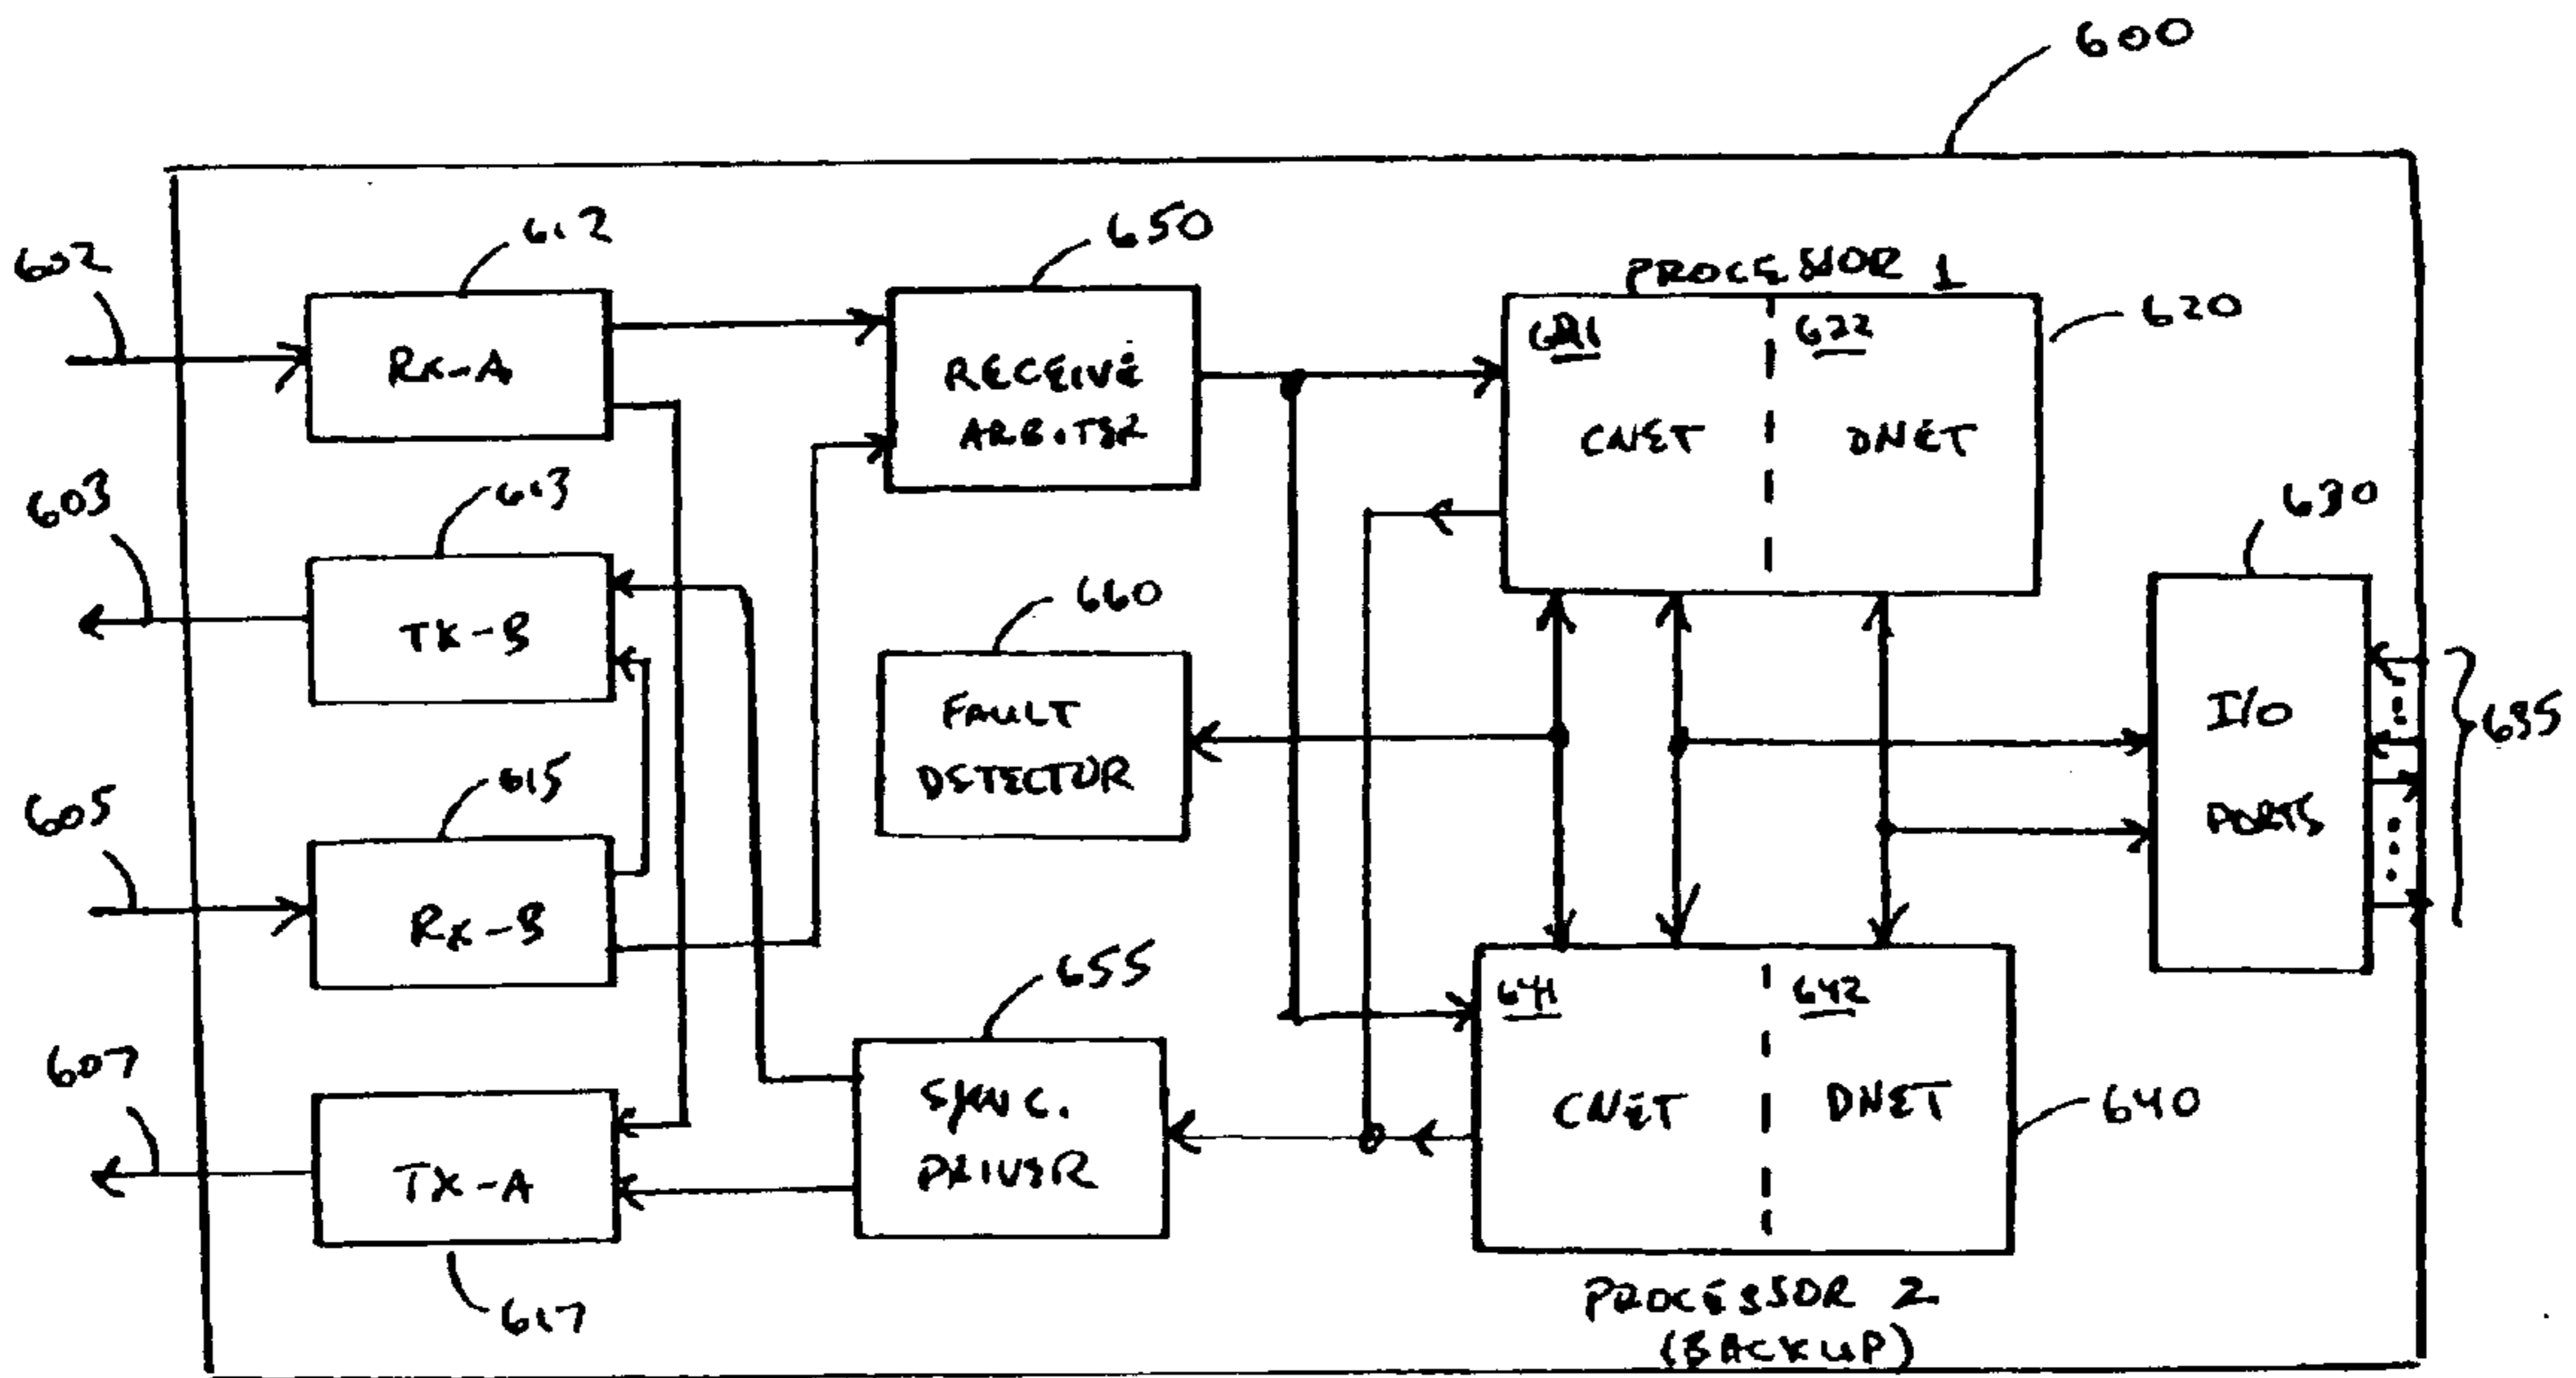 600
602
612
650
PROCESSOR 1
620
RX-A
RECEIVE
ARBITER
621
622
CNET
DNET
603
613
TX-B
660
FAULT
DETECTOR
630
I/O
PORTS
635
605
615
RX-B
655
SYNC.
DRIVER
641
642
CNET
DNET
640
607
TX-A
617
PROCESSOR 2
(BACKUP)